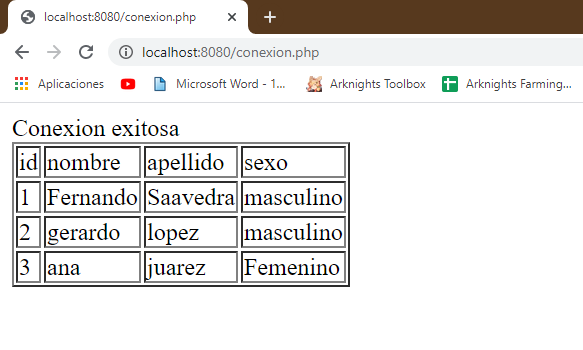 localhost:8080/conexion.php
localhost:8080/conexion.php
Aplicaciones Microsoft Word - 1... Arknights Toolbox Arknights Farming...
Conexion exitosa
id nombre apellido sexo
1 Fernando Saavedra masculino
2 gerardo lopez masculino
3 ana juarez Femenino